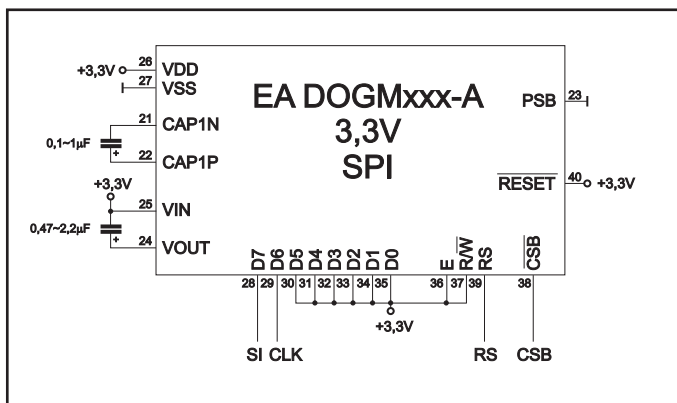 EA DOGMxxx-A
3,3V
SPI
+3,3V
26 VDD
27 VSS
21 CAP1N
0,1~1µF
+
22 CAP1P
+3,3V
25 VIN
0,47~2,2µF
+
24 VOUT
PSB 23
RESET 40 +3,3V
D7 D6 D5 D4 D3 D2 D1 D0 E R/W RS CSB
28 29 30 31 32 33 34 35 36 37 39 38
+3,3V
SI CLK RS CSB